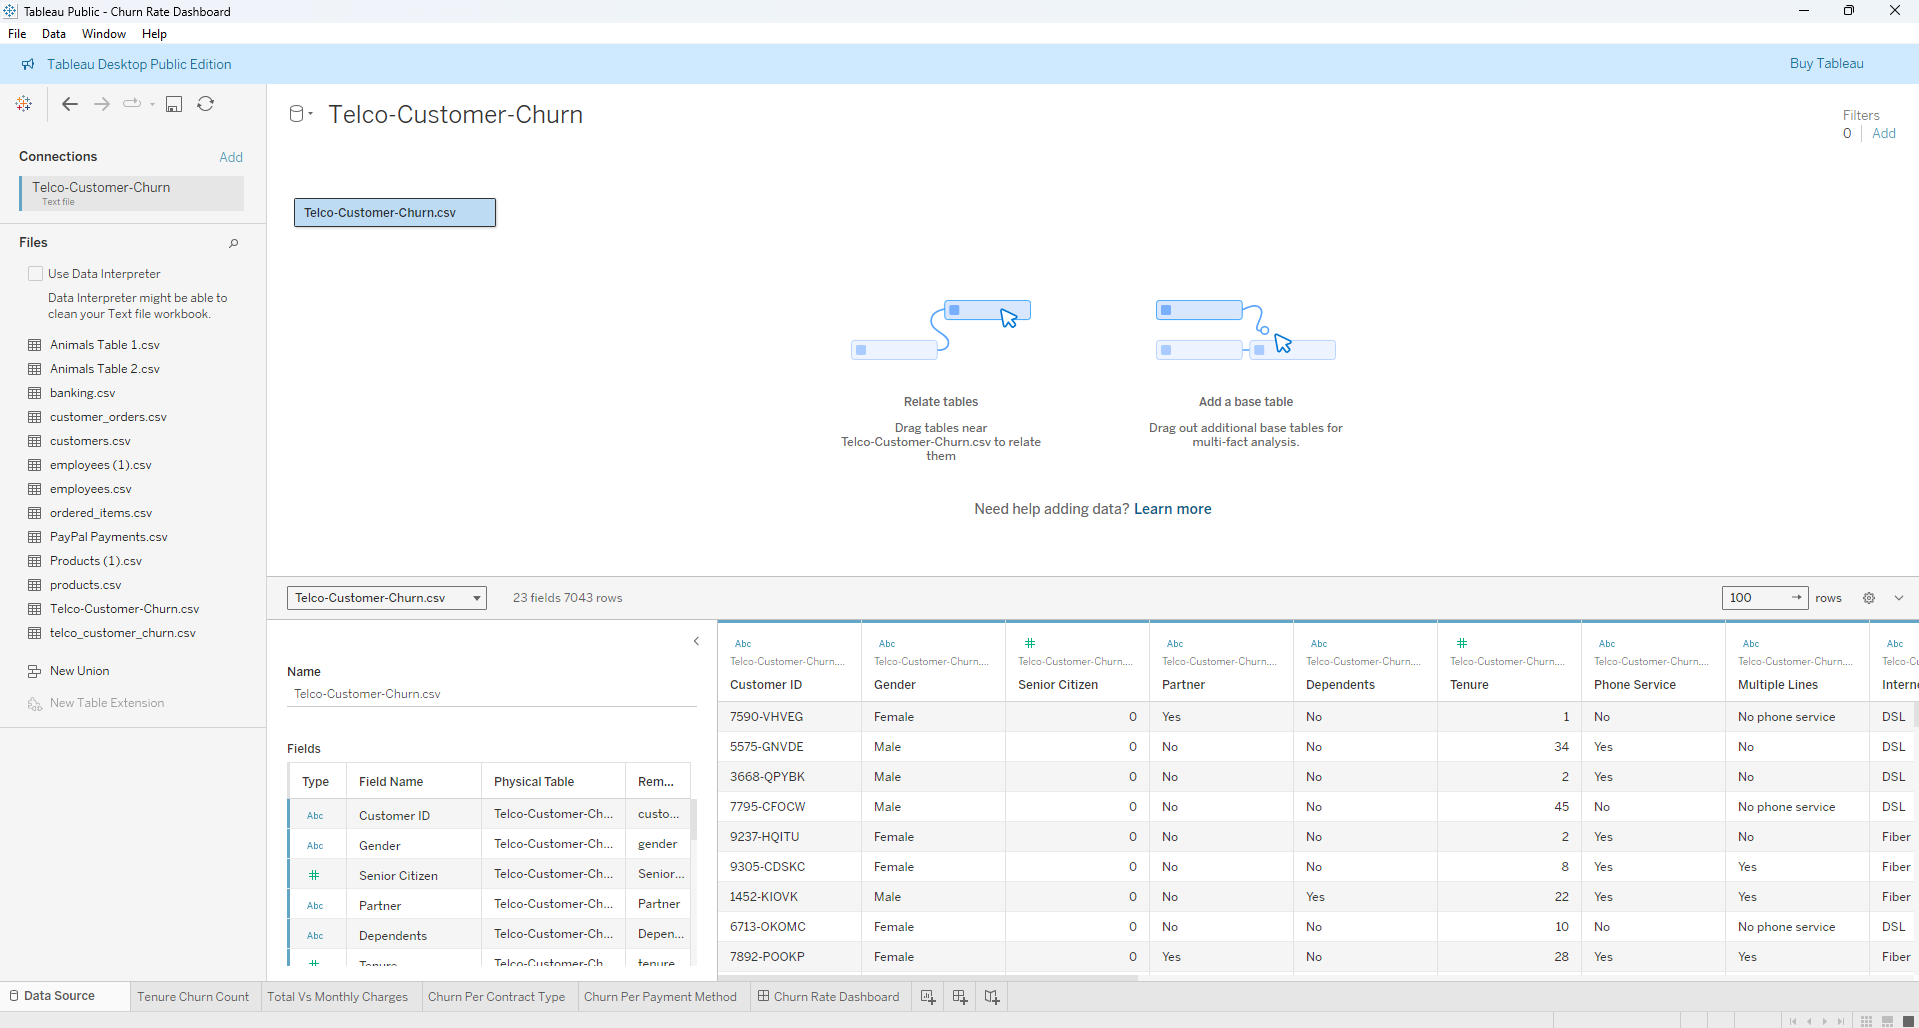 Tableau Public - Churn Rate Dashboard
File Data Window Help
Tableau Desktop Public Edition
Buy Tableau
Telco-Customer-Churn
Filters
0 Add
Connections Add
Telco-Customer-Churn
Text file
Telco-Customer-Churn.csv
Files
Use Data Interpreter
Data Interpreter might be able to
clean your Text file workbook.
Animals Table 1.csv
Animals Table 2.csv
banking.csv
customer_orders.csv
customers.csv
employees (1).csv
employees.csv
ordered_items.csv
PayPal Payments.csv
Products (1).csv
products.csv
Telco-Customer-Churn.csv
telco_customer_churn.csv
New Union
New Table Extension
Relate tables
Drag tables near
Telco-Customer-Churn.csv to relate
them
Add a base table
Drag out additional base tables for
multi-fact analysis.
Need help adding data? Learn more
Telco-Customer-Churn.csv 23 fields 7043 rows 100 rows
Name
Telco-Customer-Churn.csv
Fields
Type Field Name Physical Table Rem...
Abc Customer ID Telco-Customer-Ch... custo...
Abc Gender Telco-Customer-Ch... gender
# Senior Citizen Telco-Customer-Ch... Senior...
Abc Partner Telco-Customer-Ch... Partner
Abc Dependents Telco-Customer-Ch... Depen...
# Tenure Telco-Customer-Ch tenure
Abc Abc # Abc Abc # Abc Abc Abc
Telco-Customer-Churn.... Telco-Customer-Churn.... Telco-Customer-Churn.... Telco-Customer-Churn.... Telco-Customer-Churn.... Telco-Customer-Churn.... Telco-Customer-Churn.... Telco-Customer-Churn.... Telco-Cu
Customer ID Gender Senior Citizen Partner Dependents Tenure Phone Service Multiple Lines Intern
7590-VHVEG Female 0 Yes No 1 No No phone service DSL
5575-GNVDE Male 0 No No 34 Yes No DSL
3668-QPYBK Male 0 No No 2 Yes No DSL
7795-CFOCW Male 0 No No 45 No No phone service DSL
9237-HQITU Female 0 No No 2 Yes No Fiber
9305-CDSKC Female 0 No No 8 Yes Yes Fiber
1452-KIOVK Male 0 No Yes 22 Yes Yes Fiber
6713-OKOMC Female 0 No No 10 No No phone service DSL
7892-POOKP Female 0 Yes No 28 Yes Yes Fiber
Data Source Tenure Churn Count Total Vs Monthly Charges Churn Per Contract Type Churn Per Payment Method Churn Rate Dashboard